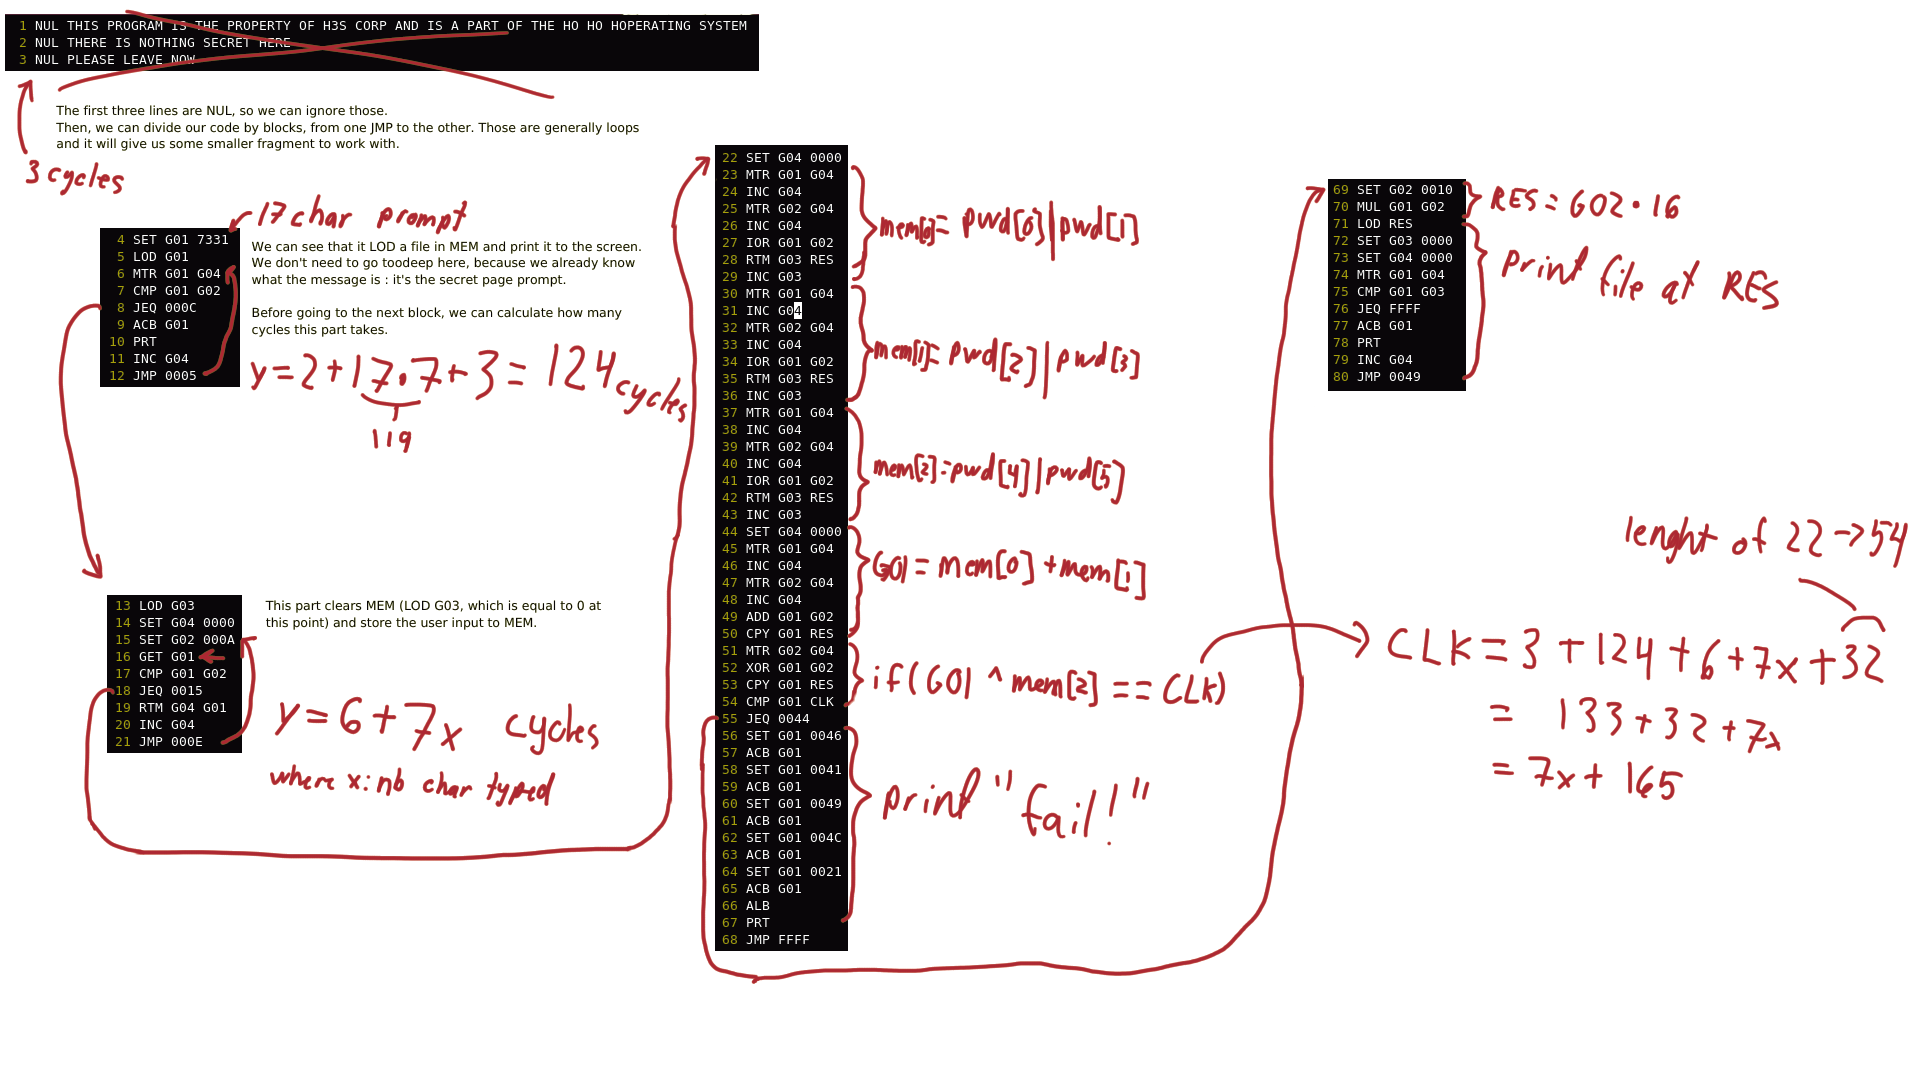 1 NUL THIS PROGRAM IS THE PROPERTY OF H3S CORP AND IS A PART OF THE HO HO HOPERATING SYSTEM
2 NUL THERE IS NOTHING SECRET HERE
3 NUL PLEASE LEAVE NOW
The first three lines are NUL, so we can ignore those.
Then, we can divide our code by blocks, from one JMP to the other. Those are generally loops
and it will give us some smaller fragment to work with.
3 cycles
17 char prompt
4 SET G01 7331
5 LOD G01
6 MTR G01 G04
7 CMP G01 G02
8 JEQ 000C
9 ACB G01
10 PRT
11 INC G04
12 JMP 0005
We can see that it LOD a file in MEM and print it to the screen.
We don't need to go toodeep here, because we already know
what the message is : it's the secret page prompt.
Before going to the next block, we can calculate how many
cycles this part takes.
y=2+17.7+3=124 cycles
119
13 LOD G03
14 SET G04 0000
15 SET G02 000A
16 GET G01
17 CMP G01 G02
18 JEQ 0015
19 RTM G04 G01
20 INC G04
21 JMP 000E
This part clears MEM (LOD G03, which is equal to 0 at
this point) and store the user input to MEM.
y=6+7x cycles
where x: nb char typed
22 SET G04 0000
23 MTR G01 G04
24 INC G04
25 MTR G02 G04
26 INC G04
27 IOR G01 G02
28 RTM G03 RES
29 INC G03
30 MTR G01 G04
31 INC G04
32 MTR G02 G04
33 INC G04
34 IOR G01 G02
35 RTM G03 RES
36 INC G03
37 MTR G01 G04
38 INC G04
39 MTR G02 G04
40 INC G04
41 IOR G01 G02
42 RTM G03 RES
43 INC G03
44 SET G04 0000
45 MTR G01 G04
46 INC G04
47 MTR G02 G04
48 INC G04
49 ADD G01 G02
50 CPY G01 RES
51 MTR G02 G04
52 XOR G01 G02
53 CPY G01 RES
54 CMP G01 CLK
55 JEQ 0044
56 SET G01 0046
57 ACB G01
58 SET G01 0041
59 ACB G01
60 SET G01 0049
61 ACB G01
62 SET G01 004C
63 ACB G01
64 SET G01 0021
65 ACB G01
66 ALB
67 PRT
68 JMP FFFF
mem[0]= pwd[0]|pwd[1]
mem[1]= pwd[2]|pwd[3]
mem[2]=pwd[4]|pwd[5]
G01 = mem[0] +mem[1]
if(G01 ^ mem[2] == CLK)
print "fail!"
69 SET G02 0010
70 MUL G01 G02
71 LOD RES
72 SET G03 0000
73 SET G04 0000
74 MTR G01 G04
75 CMP G01 G03
76 JEQ FFFF
77 ACB G01
78 PRT
79 INC G04
80 JMP 0049
RES = G02 . 16
print file at RES
lenght of 22->54
CLK = 3 +124+6+7x+32
= 133+32+7x
= 7x+165